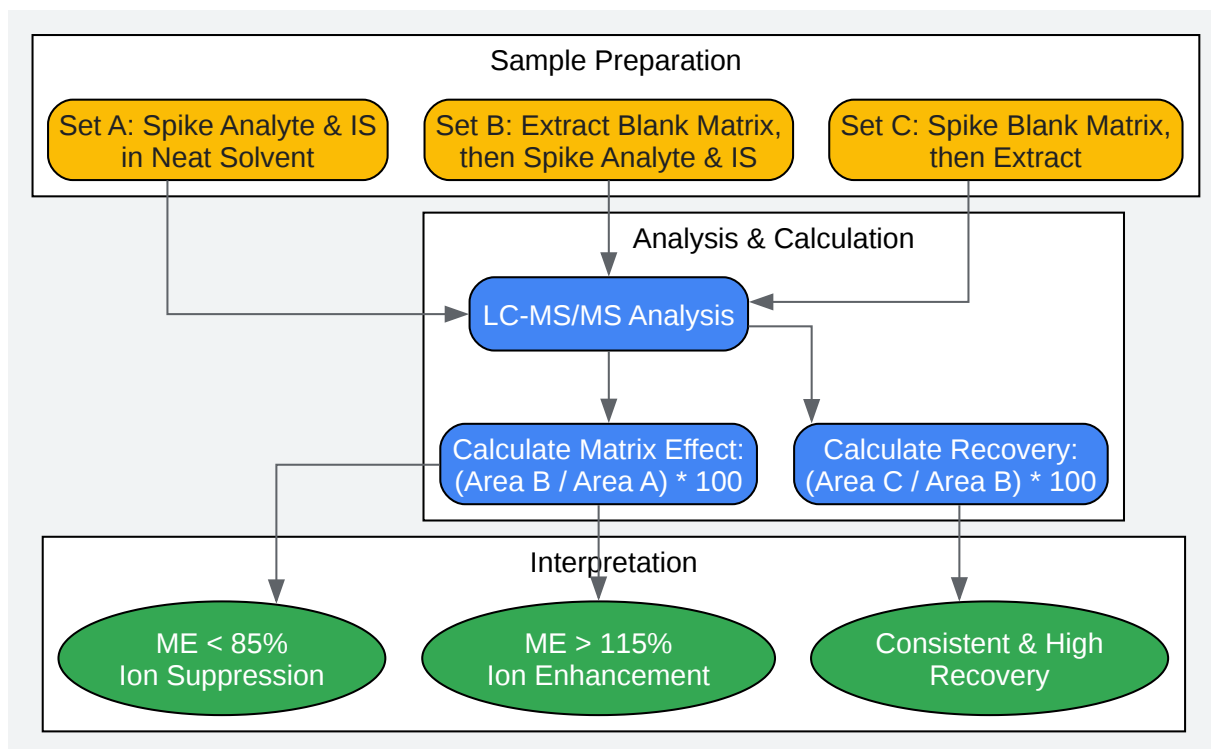 Sample Preparation
Set A: Spike Analyte & IS
in Neat Solvent
Set B: Extract Blank Matrix,
then Spike Analyte & IS
Set C: Spike Blank Matrix,
then Extract
Analysis & Calculation
LC-MS/MS Analysis
Calculate Matrix Effect:
(Area B / Area A) * 100
Calculate Recovery:
(Area C / Area B) * 100
Interpretation
ME < 85%
Ion Suppression
ME > 115%
Ion Enhancement
Consistent & High
Recovery